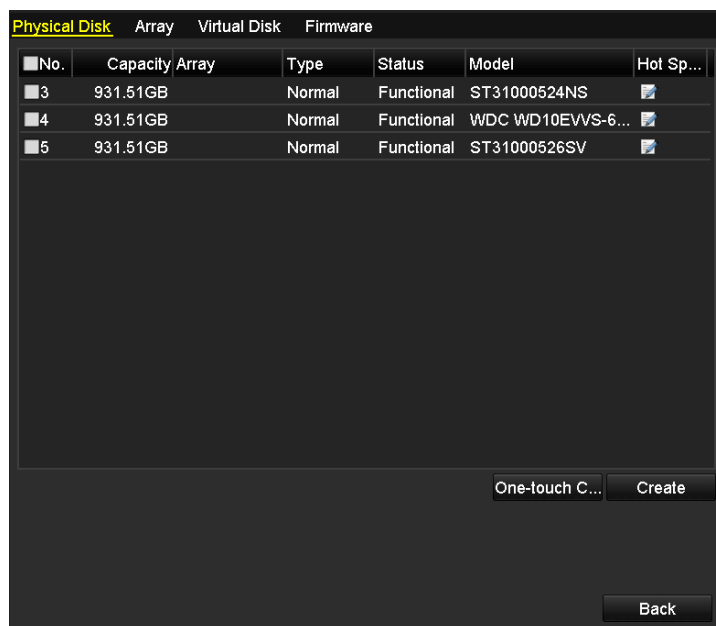 Physical Disk Array Virtual Disk Firmware
No. Capacity Array Type Status Model Hot Sp...
3 931.51GB Normal Functional ST31000524NS
4 931.51GB Normal Functional WDC WD10EVVS-6...
5 931.51GB Normal Functional ST31000526SV
One-touch C... Create
Back